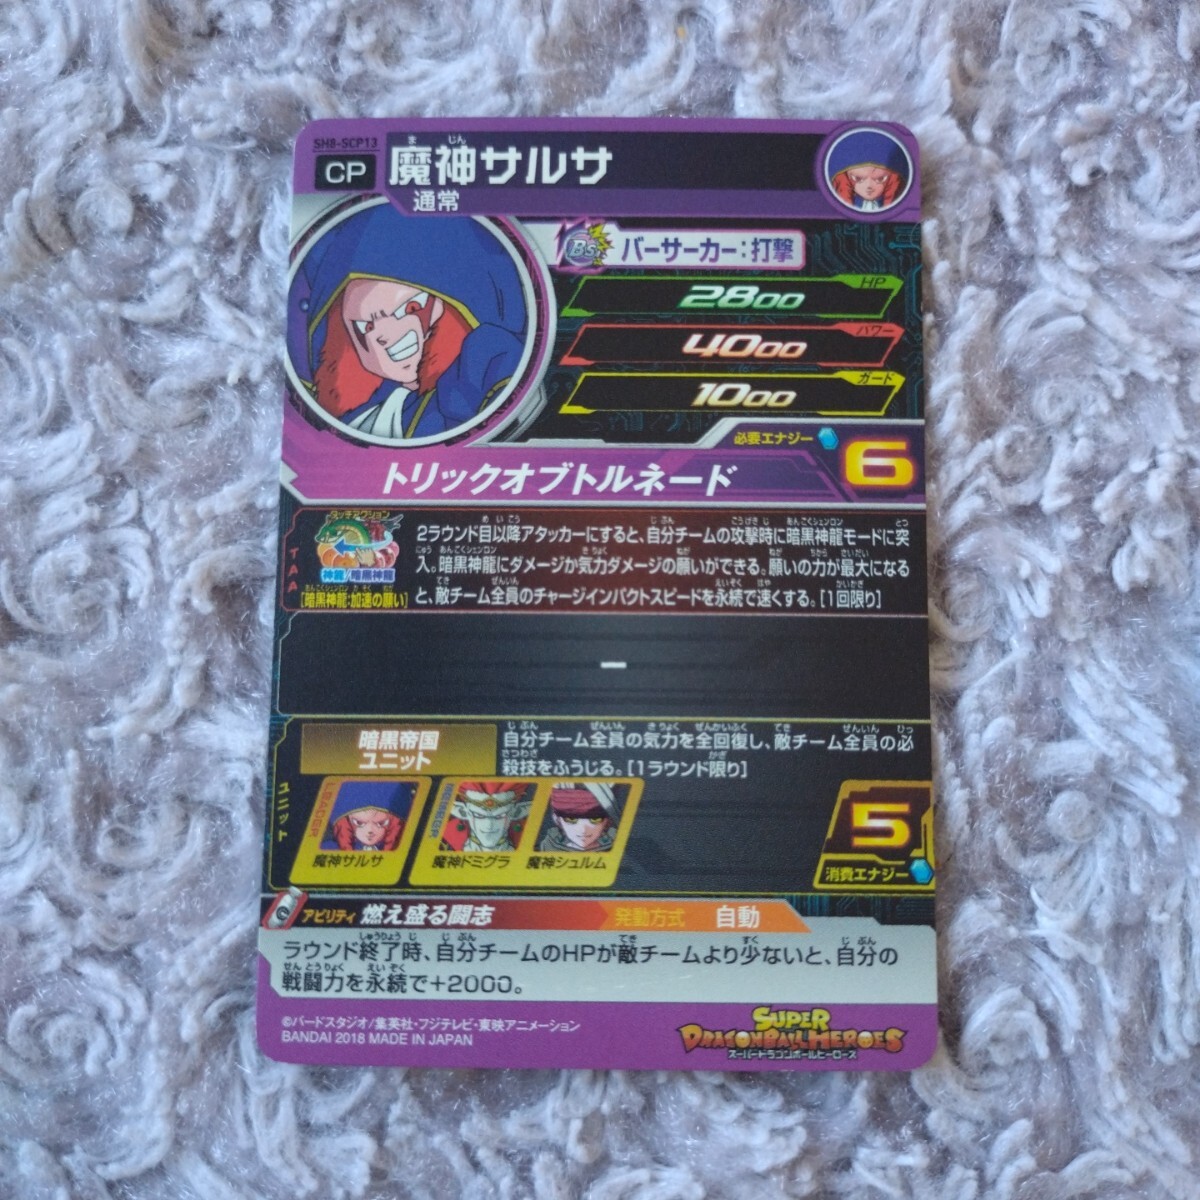 SH8-SCP13
CP
魔神サルサ
まじん
通常
Bs
バーサーカー:打撃
2800
HP
4000
パワー
1000
ガード
必要エナジー
6
トリックオブトルネード
TAA
タッチアクション
神龍/暗黒神龍
[暗黒神龍:加速の願い]
2ラウンド目以降アタッカーにすると、自分チームの攻撃時に暗黒神龍モードに突
入。暗黒神龍にダメージか気力ダメージの願いができる。願いの力が最大になる
と、敵チーム全員のチャージインパクトスピードを永続で速くする。[1回限り]
ー
ユニット
暗黒帝国
ユニット
自分チーム全員の気力を全回復し、敵チーム全員の必
殺技をふうじる。[1ラウンド限り]
LEADER
魔神サルサ
MEMBER
魔神ドミグラ
魔神シュルム
5
消費エナジー
アビリティ 燃え盛る闘志
発動方式 自動
ラウンド終了時、自分チームのHPが敵チームより少ないと、自分の
戦闘力を永続で+2000。
©バードスタジオ/集英社・フジテレビ・東映アニメーション
BANDAI 2018 MADE IN JAPAN
SUPER
DRAGONBALL HEROES
スーパードラゴンボールヒーローズ